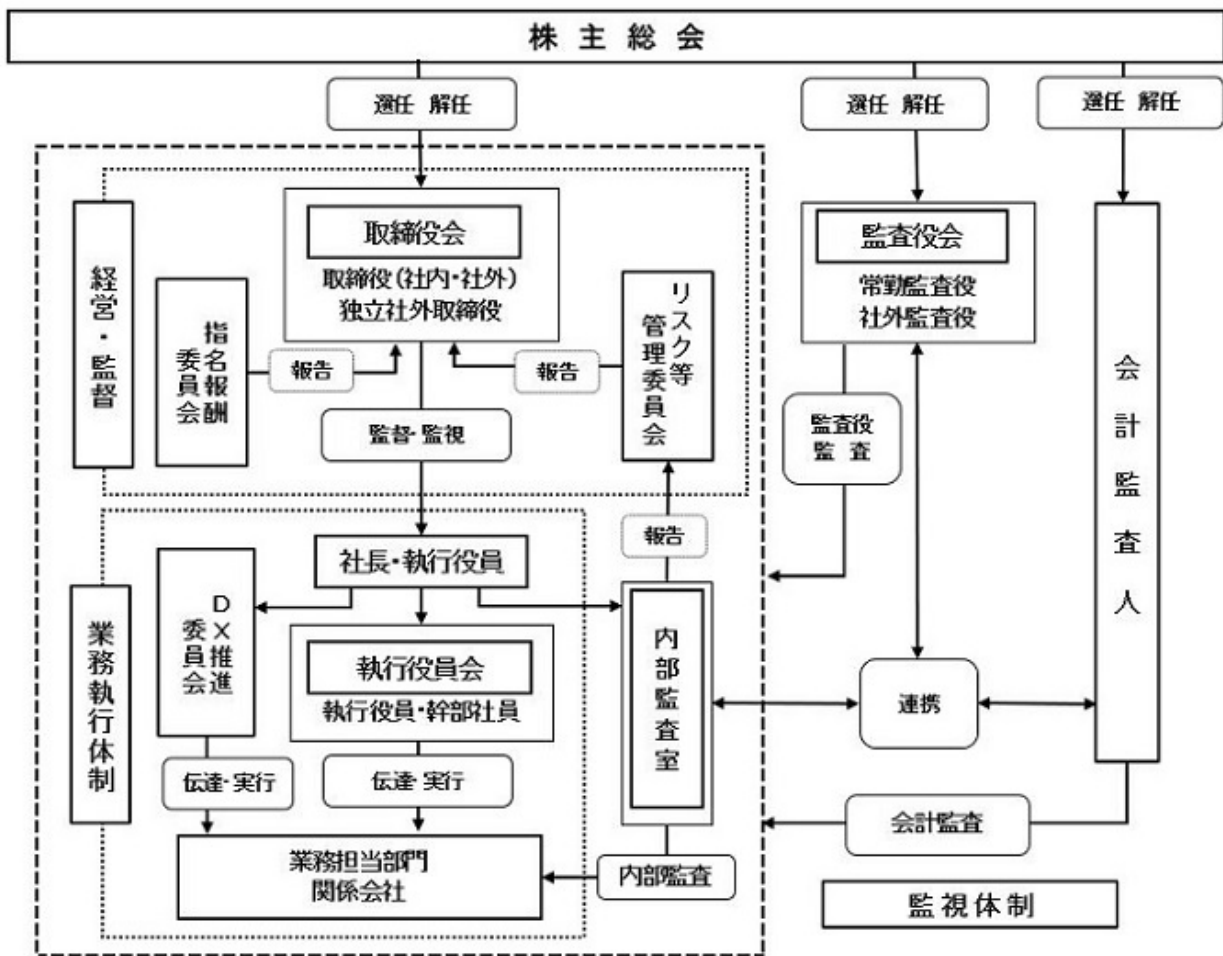 株主総会
選任 解任
選任 解任
選任 解任
経営・監督
取締役会
取締役(社内・社外)
独立社外取締役
指名報酬
委員会
報告
報告
リスク等
管理委員会
監督・監視
監査役会
常勤監査役
社外監査役
監査役
監 査
会計監査人
報告
業務執行体制
社長・執行役員
DX推進
委員会
執行役員会
執行役員・幹部社員
内部監査室
連携
伝達・実行
伝達・実行
会計監査
業務担当部門
関係会社
内部監査
監視体制